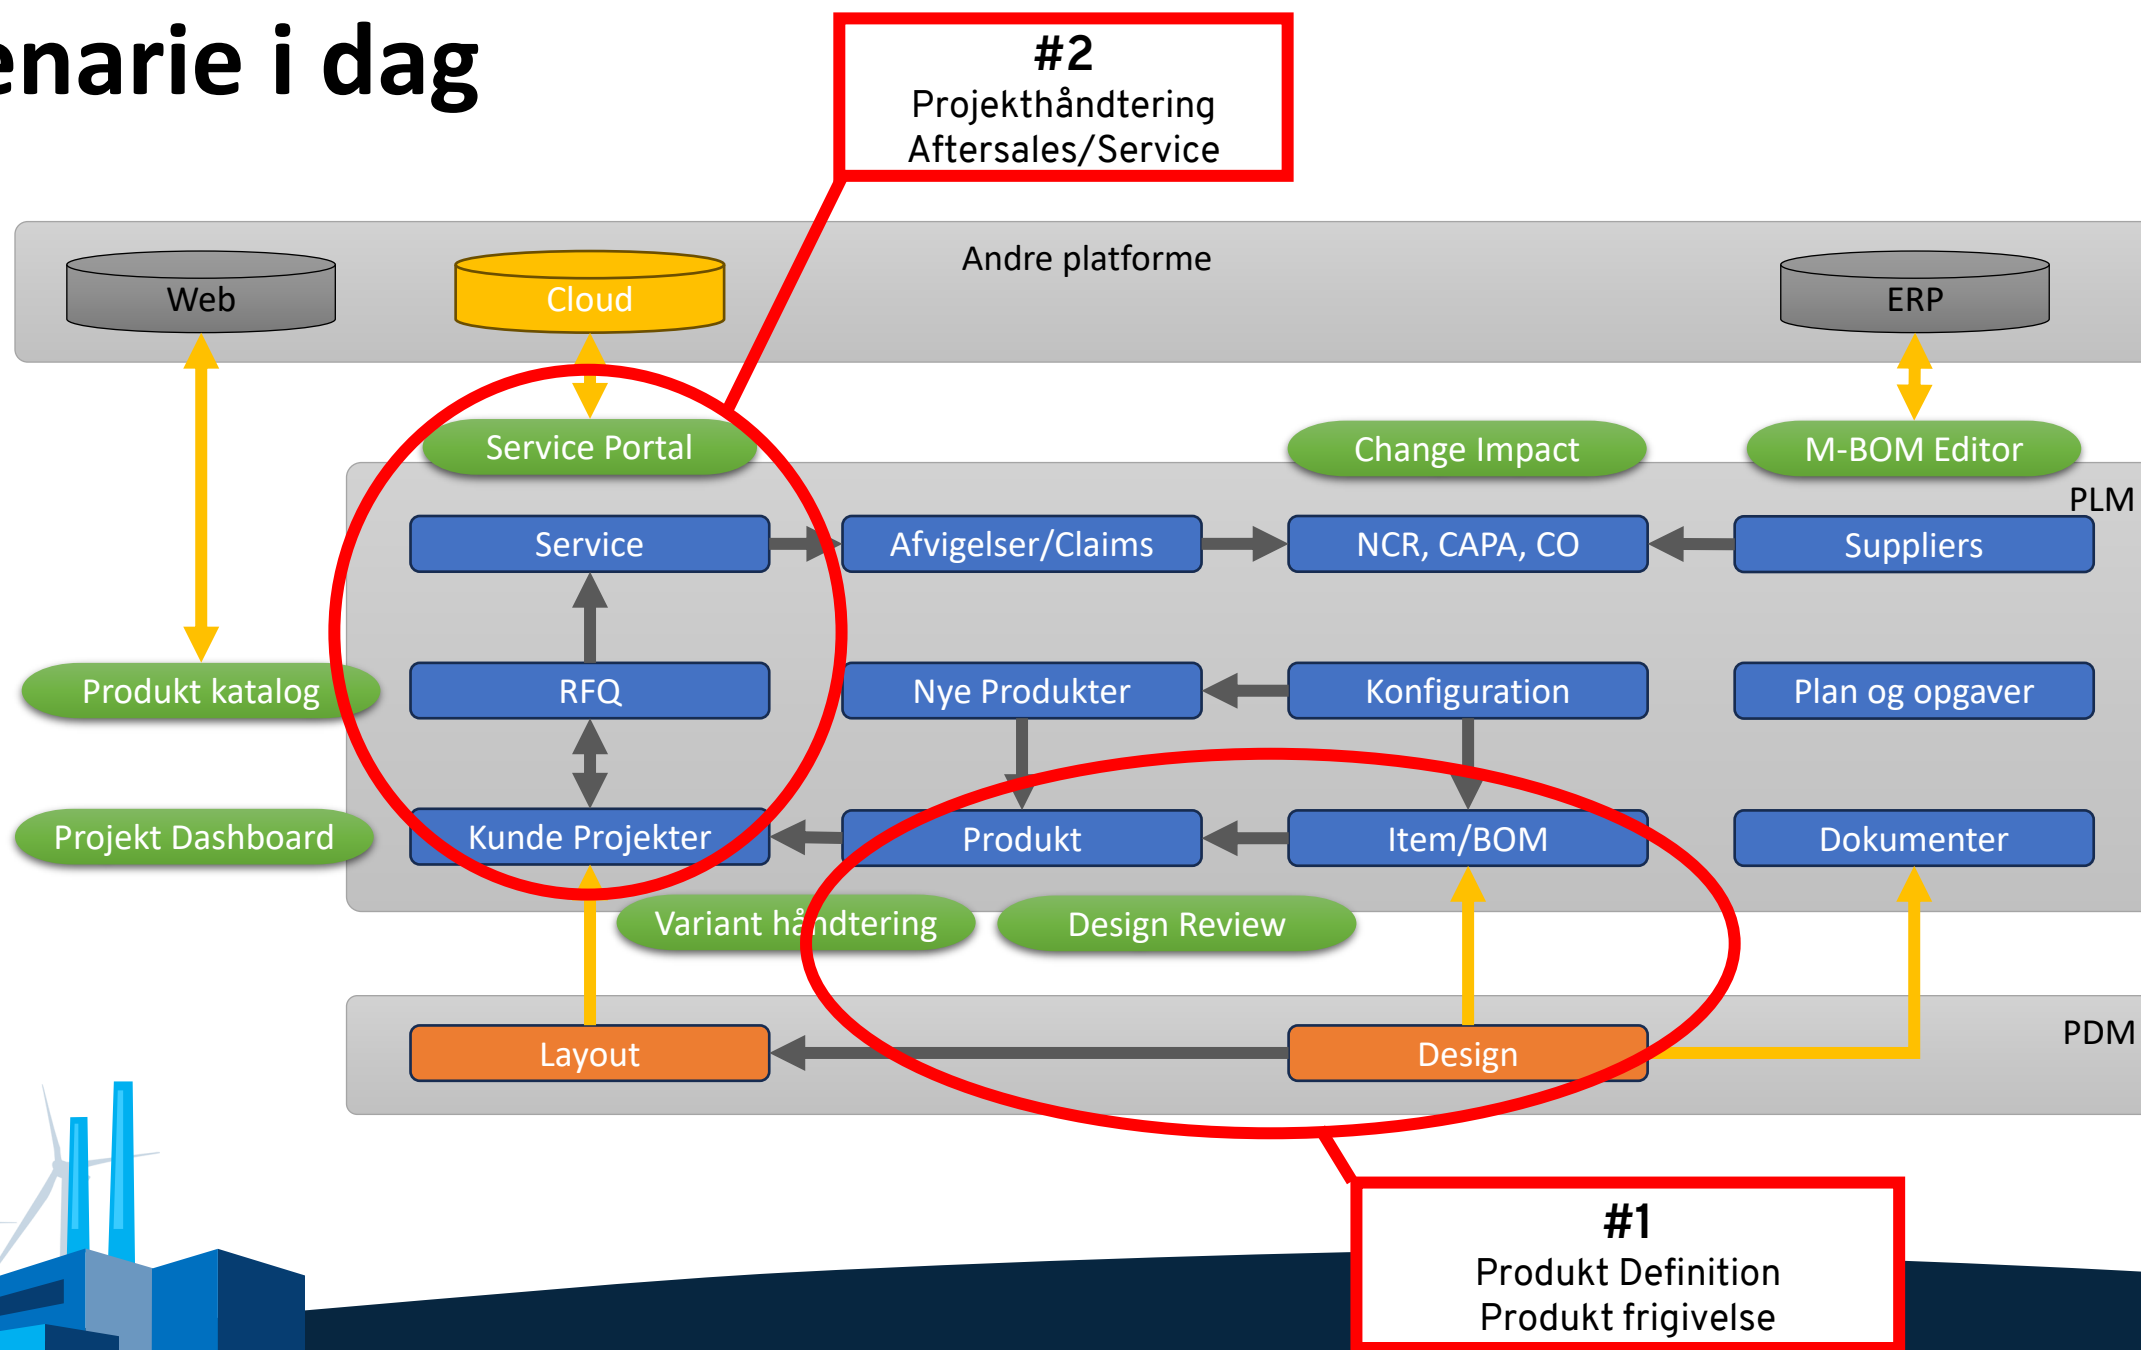 enarie i dag
#2
Projekthåndtering
Aftersales/Service
Andre platforme
Web
Cloud
ERP
Service Portal
Change Impact
M-BOM Editor
PLM
Service
Afvigelser/Claims
NCR, CAPA, CO
Suppliers
Produkt katalog
RFQ
Nye Produkter
Konfiguration
Plan og opgaver
Projekt Dashboard
Kunde Projekter
Produkt
Item/BOM
Dokumenter
Variant håndtering
Design Review
PDM
Layout
Design
#1
Produkt Definition
Produkt frigivelse